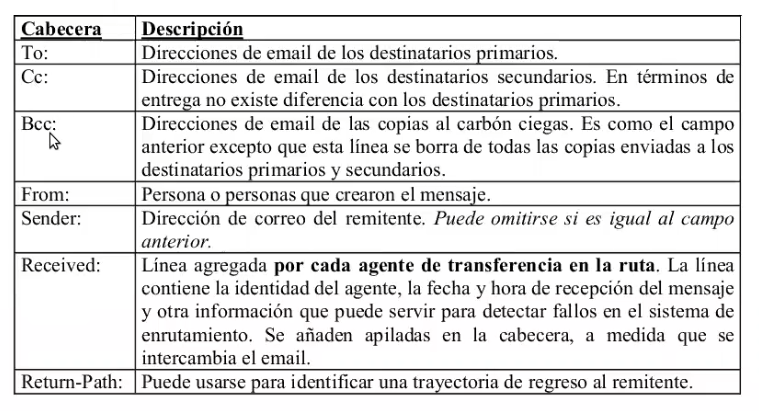 Cabecera Descripción
To: Direcciones de email de los destinatarios primarios.
Cc: Direcciones de email de los destinatarios secundarios. En términos de
entrega no existe diferencia con los destinatarios primarios.
Bcc: Direcciones de email de las copias al carbón ciegas. Es como el campo
anterior excepto que esta línea se borra de todas las copias enviadas a los
destinatarios primarios y secundarios.
From: Persona o personas que crearon el mensaje.
Sender: Dirección de correo del remitente. Puede omitirse si es igual al campo
anterior.
Received: Línea agregada por cada agente de transferencia en la ruta. La línea
contiene la identidad del agente, la fecha y hora de recepción del mensaje
y otra información que puede servir para detectar fallos en el sistema de
enrutamiento. Se añaden apiladas en la cabecera, a medida que se
intercambia el email.
Return-Path: Puede usarse para identificar una trayectoria de regreso al remitente.